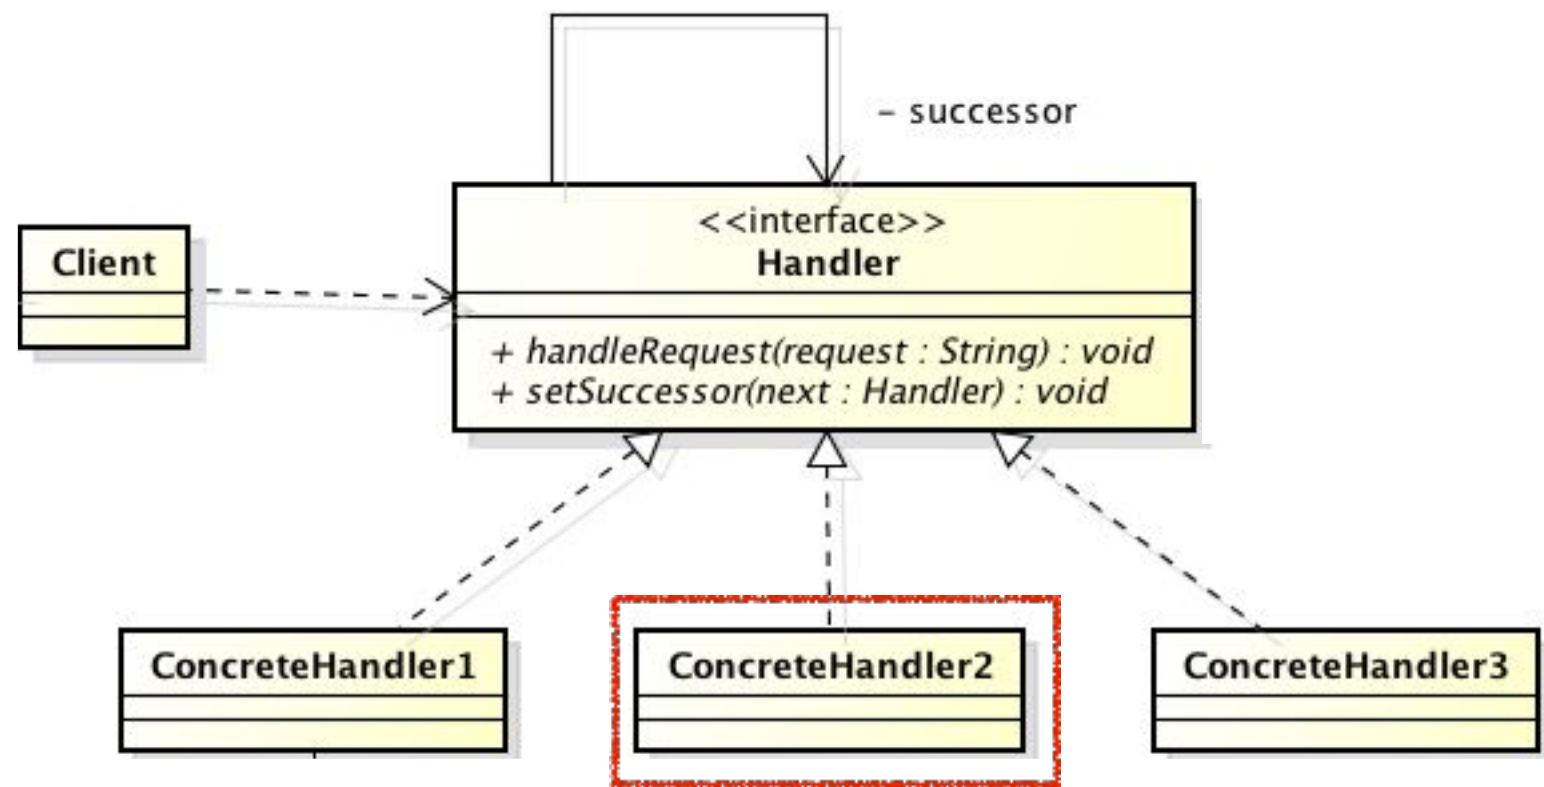 – successor
<<interface>>
Handler
Client
+ handleRequest(request : String) : void
+ setSuccessor(next : Handler) : void
ConcreteHandler1
ConcreteHandler2
ConcreteHandler3